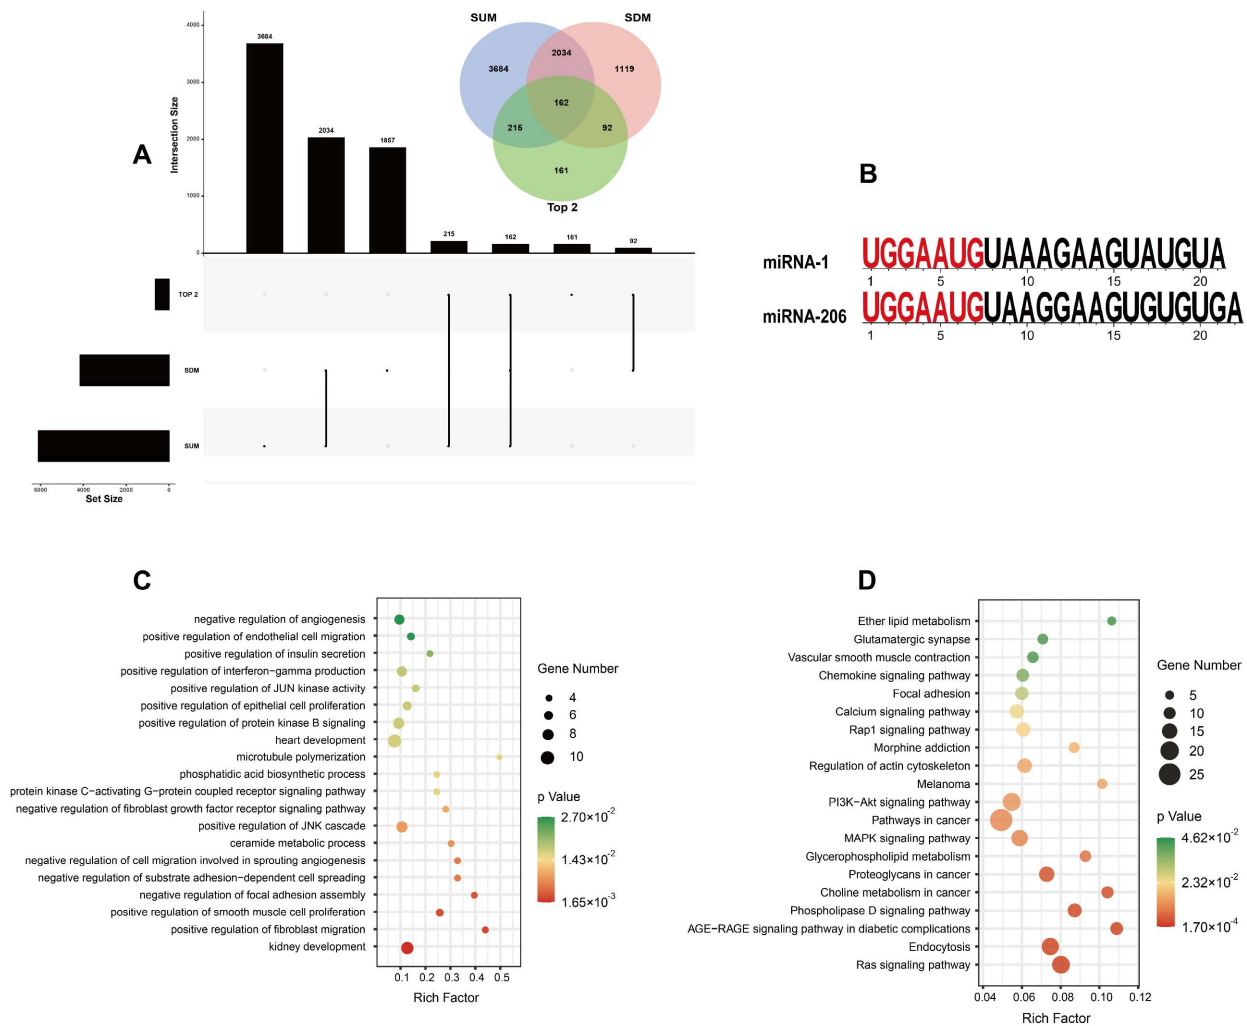 A
Intersection Size
4000
3000
2000
1000
0
3684
2034
1857
215
162
161
92
SUM
SDM
3684
2034
1119
162
215
92
161
Top 2
TOP 2
SDM
SUM
6000
4000
2000
0
Set Size
B
miRNA-1
UGGAAUGUAAAGAAGUAUGUA
1 5 10 15 20
miRNA-206
UGGAAUGUAAGGAAGUGUGUGA
1 5 10 15 20
C
negative regulation of angiogenesis
positive regulation of endothelial cell migration
positive regulation of insulin secretion
positive regulation of interferon−gamma production
positive regulation of JUN kinase activity
positive regulation of epithelial cell proliferation
positive regulation of protein kinase B signaling
heart development
microtubule polymerization
phosphatidic acid biosynthetic process
protein kinase C−activating G−protein coupled receptor signaling pathway
negative regulation of fibroblast growth factor receptor signaling pathway
positive regulation of JNK cascade
ceramide metabolic process
negative regulation of cell migration involved in sprouting angiogenesis
negative regulation of substrate adhesion−dependent cell spreading
negative regulation of focal adhesion assembly
positive regulation of smooth muscle cell proliferation
positive regulation of fibroblast migration
kidney development
0.1 0.2 0.3 0.4 0.5
Rich Factor
Gene Number
4
6
8
10
p Value
2.70×10⁻²
1.43×10⁻²
1.65×10⁻³
D
Ether lipid metabolism
Glutamatergic synapse
Vascular smooth muscle contraction
Chemokine signaling pathway
Focal adhesion
Calcium signaling pathway
Rap1 signaling pathway
Morphine addiction
Regulation of actin cytoskeleton
Melanoma
PI3K−Akt signaling pathway
Pathways in cancer
MAPK signaling pathway
Glycerophospholipid metabolism
Proteoglycans in cancer
Choline metabolism in cancer
Phospholipase D signaling pathway
AGE−RAGE signaling pathway in diabetic complications
Endocytosis
Ras signaling pathway
0.04 0.06 0.08 0.10 0.12
Rich Factor
Gene Number
5
10
15
20
25
p Value
4.62×10⁻²
2.32×10⁻²
1.70×10⁻⁴